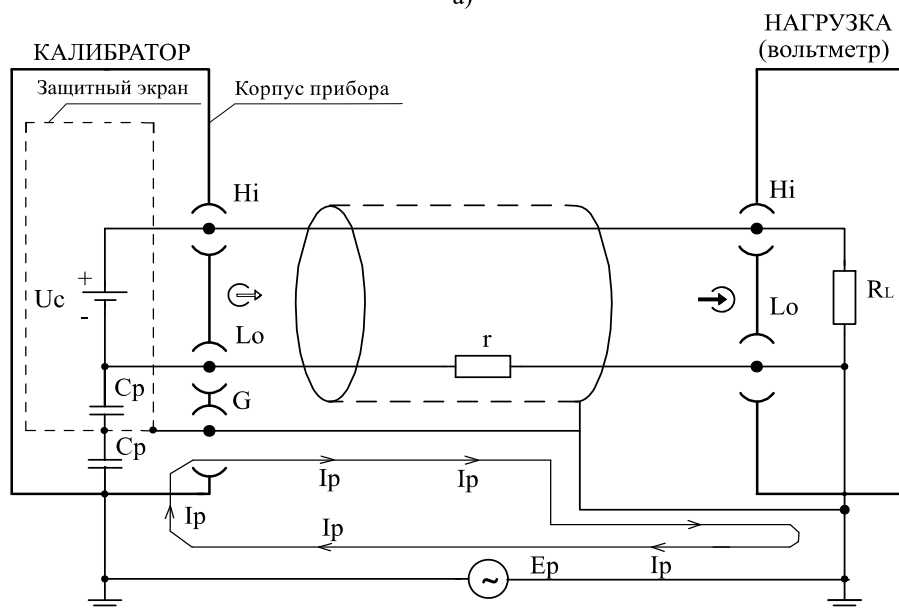 а)
НАГРУЗКА
(вольтметр)
КАЛИБРАТОР
Защитный экран
Корпус прибора
Hi
Hi
+
Uc
-
Lo
Lo
RL
r
Cp
G
Cp
Ip
Ip
Ip
Ip
Ep
Ip
~